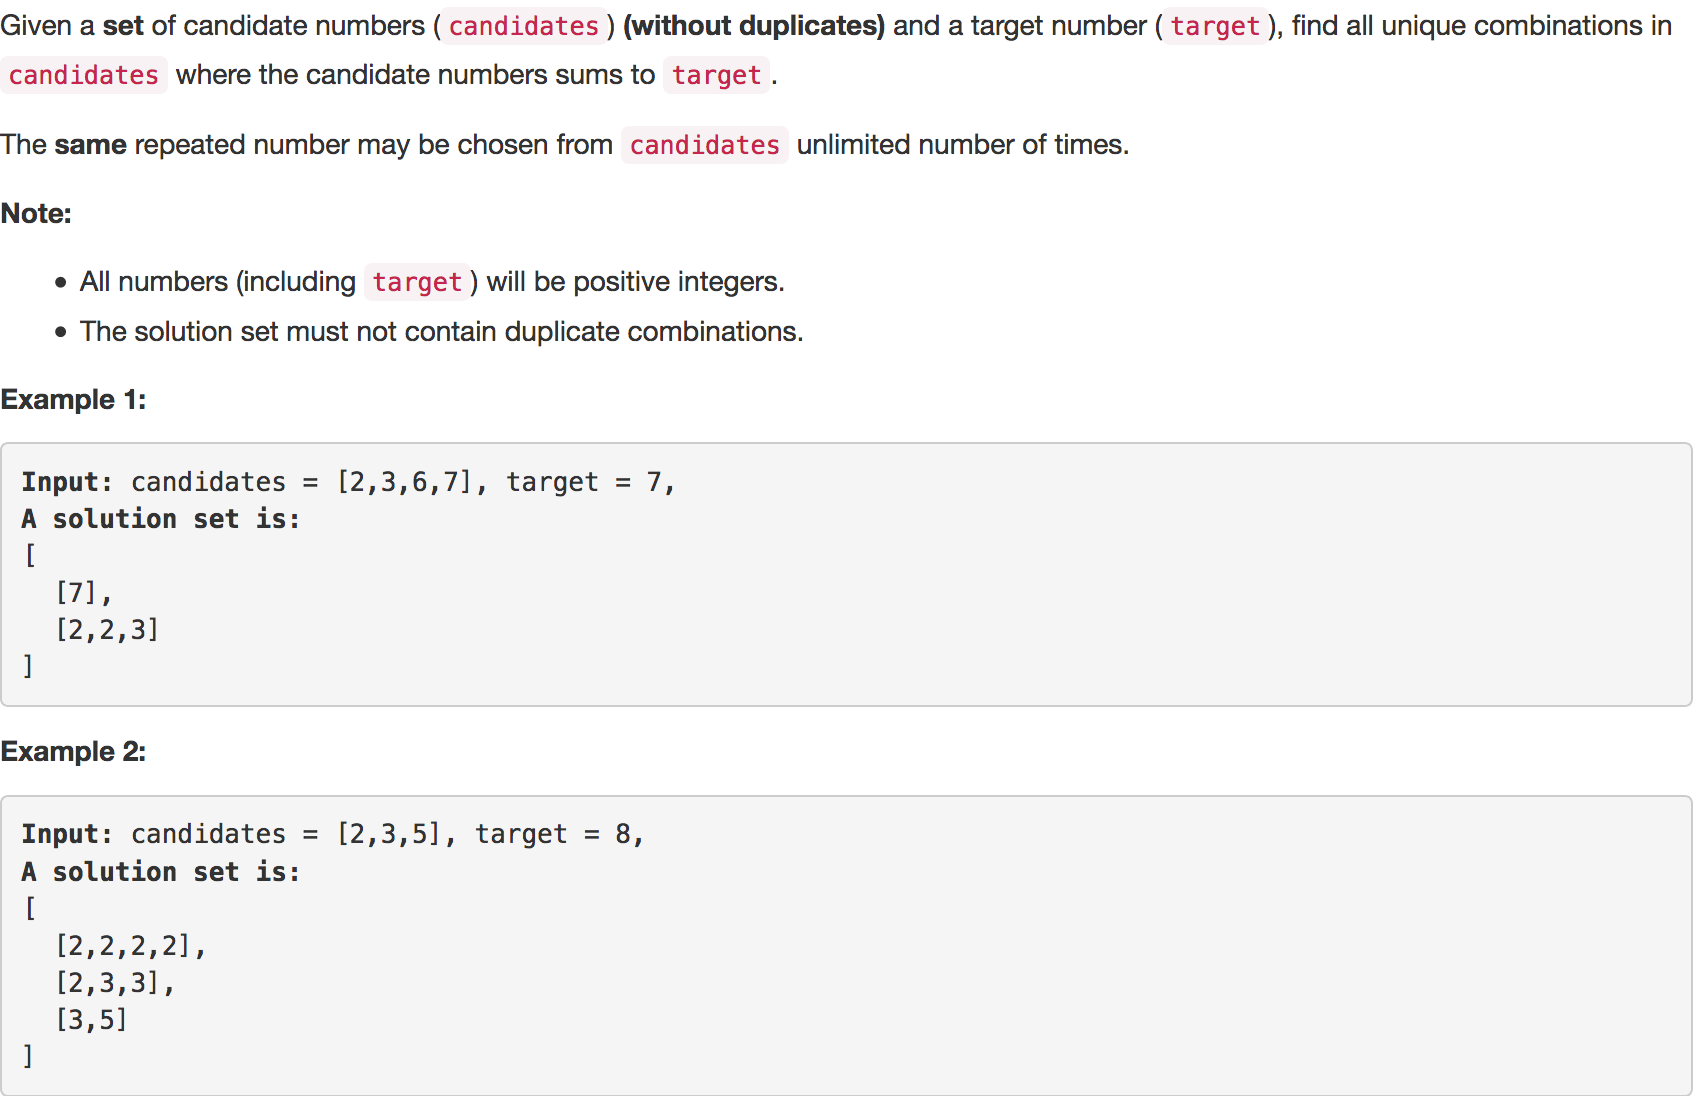 Given a set of candidate numbers (candidates) (without duplicates) and a target number (target), find all unique combinations in
candidates where the candidate numbers sums to target.
The same repeated number may be chosen from candidates unlimited number of times.
Note:
• All numbers (including target) will be positive integers.
• The solution set must not contain duplicate combinations.
Example 1:
Input: candidates = [2,3,6,7], target = 7,
A solution set is:
[
  [7],
  [2,2,3]
]
Example 2:
Input: candidates = [2,3,5], target = 8,
A solution set is:
[
  [2,2,2,2],
  [2,3,3],
  [3,5]
]